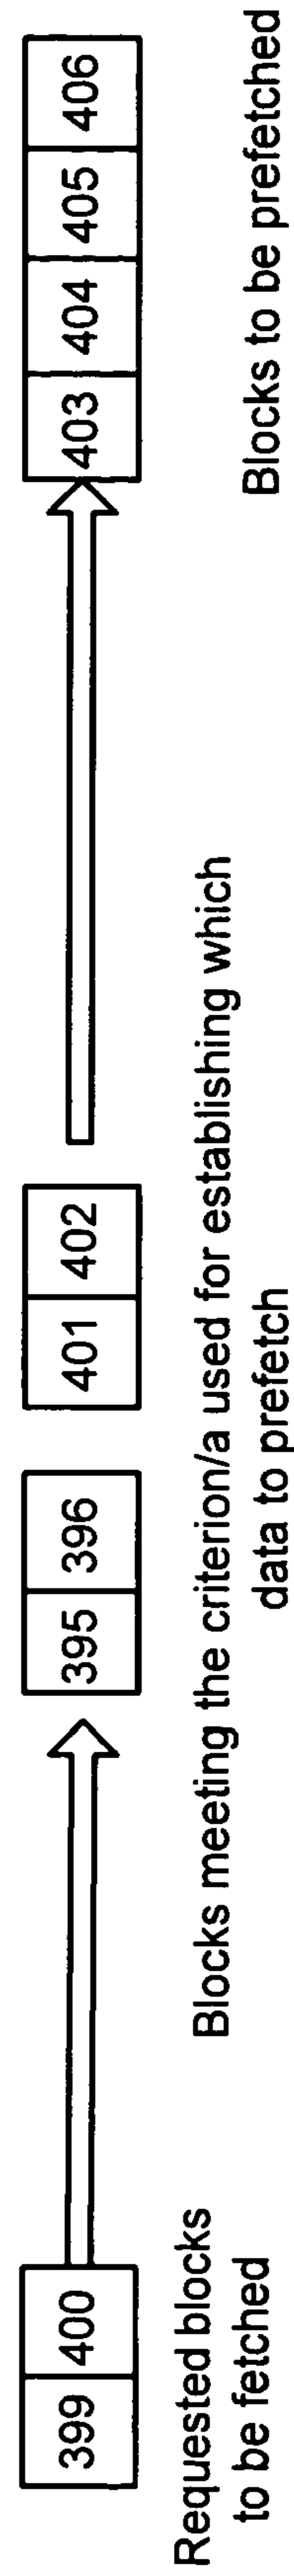 399 400
395 396
401 402
403 404 405 406
Requested blocks
to be fetched
Blocks meeting the criterion/a used for establishing which
data to prefetch
Blocks to be prefetched